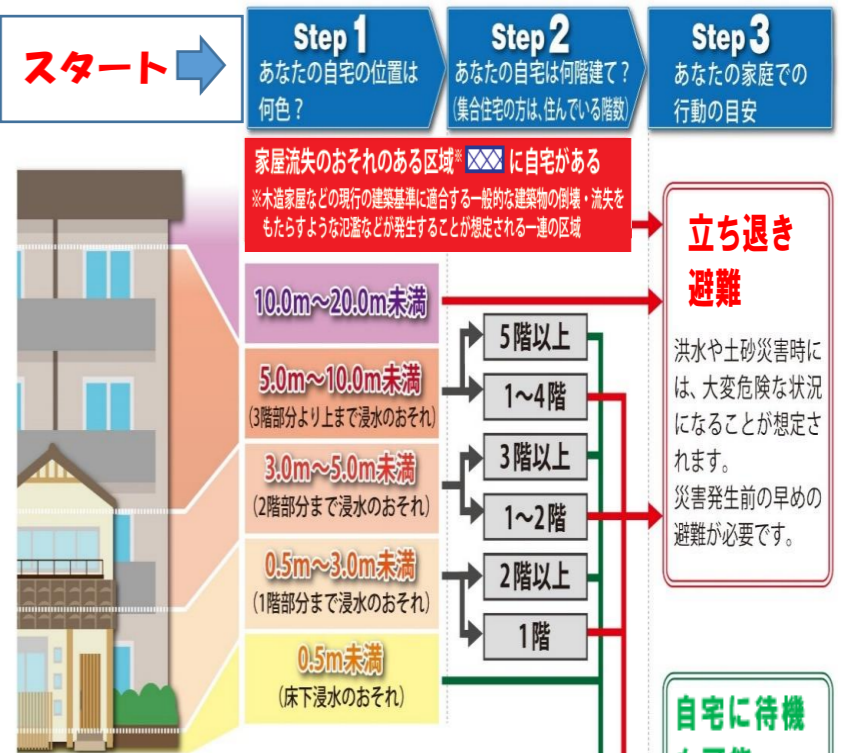 スタート
Step 1
あなたの自宅の位置は
何色？
Step 2
あなたの自宅は何階建て？
(集合住宅の方は、住んでいる階数)
Step 3
あなたの家庭での
行動の目安
家屋流失のおそれのある区域※ に自宅がある
※木造家屋などの現行の建築基準に適合する一般的な建築物の倒壊・流失を
もたらすような氾濫などが発生することが想定される一連の区域
10.0m～20.0m未満
5.0m～10.0m未満
(3階部分より上まで浸水のおそれ)
3.0m～5.0m未満
(2階部分まで浸水のおそれ)
0.5m～3.0m未満
(1階部分まで浸水のおそれ)
0.5m未満
(床下浸水のおそれ)
5階以上
1～4階
3階以上
1～2階
2階以上
1階
立ち退き
避難
洪水や土砂災害時に
は、大変危険な状況
になることが想定さ
れます。
災害発生前の早めの
避難が必要です。
自宅に待機